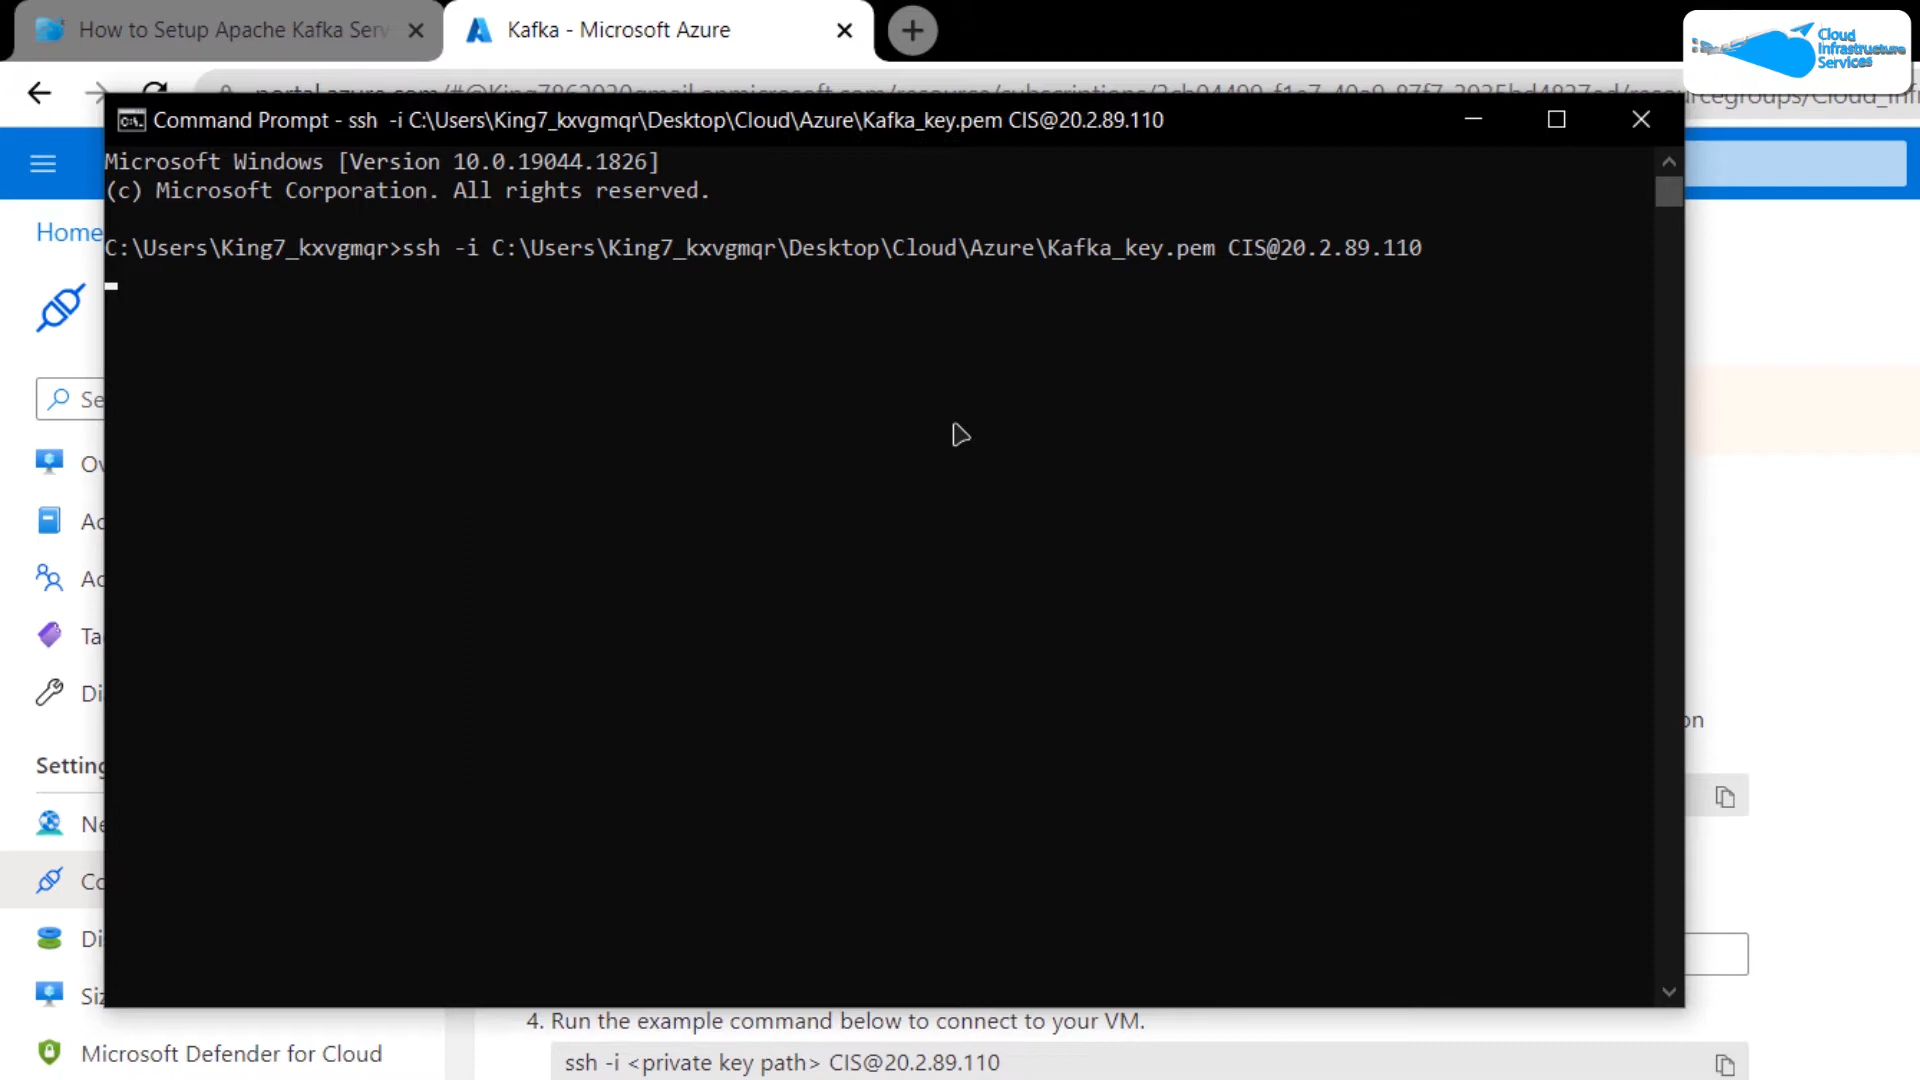 How to Setup Apache Kafka Serv
Kafka - Microsoft Azure
Cloud
Infrastructure
Services
Command Prompt - ssh -i C:\Users\King7_kxvgmqr\Desktop\Cloud\Azure\Kafka_key.pem CIS@20.2.89.110
Microsoft Windows [Version 10.0.19044.1826]
(c) Microsoft Corporation. All rights reserved.
C:\Users\King7_kxvgmqr>ssh -i C:\Users\King7_kxvgmqr\Desktop\Cloud\Azure\Kafka_key.pem CIS@20.2.89.110
Home
Se
Ov
Ac
Ac
Ta
Di
on
Setting
Ne
Co
Di
Siz
4. Run the example command below to connect to your VM.
Microsoft Defender for Cloud
ssh -i <private key path> CIS@20.2.89.110